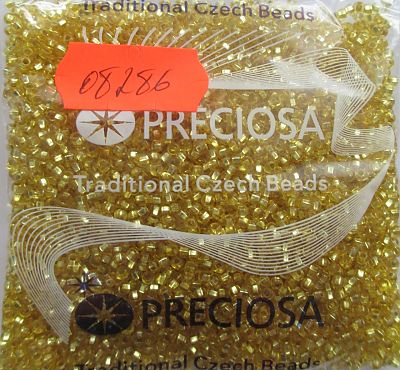 Traditional Czech Beads
08286
PRECIOSA
Traditional Czech Beads
PRECIOSA
Traditional Czech Beads